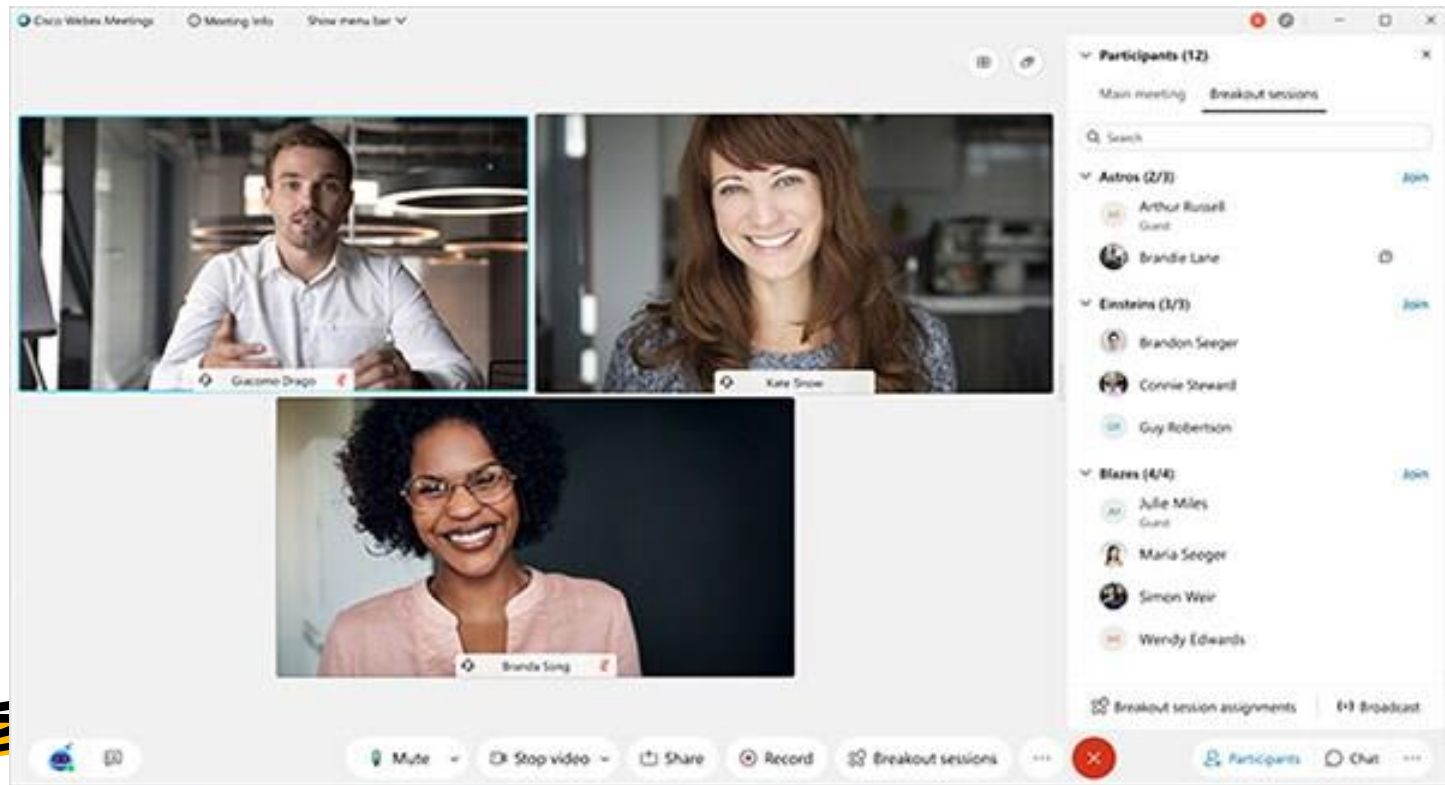 Cisco Webex Meetings Meeting Info Show menu bar
Participants (12)
Main meeting Breakout sessions
Search
Astros (2/3) Join
Arthur Russell
Guest
Brandie Lane
Einsteins (3/3) Join
Brandon Seeger
Connie Steward
Guy Robertson
Blazes (4/4) Join
Julie Miles
Guest
Maria Seeger
Simon Weir
Wendy Edwards
Breakout session assignments Broadcast
Giacomo Drago
Kate Snow
Branda Song
Mute Stop video Share Record Breakout sessions Participants Chat